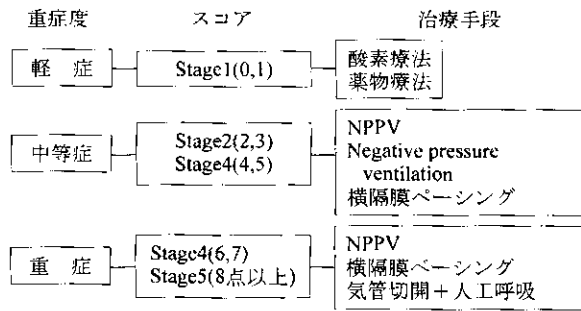 重症度 スコア 治療手段
軽 症 Stage1(0,1) 酸素療法
薬物療法
中等症 Stage2(2,3) Stage4(4,5) NPPV
Negative pressure
ventilation
横隔膜ペーシング
重 症 Stage4(6,7) Stage5(8点以上) NPPV
横隔膜ペーシング
気管切開+人工呼吸